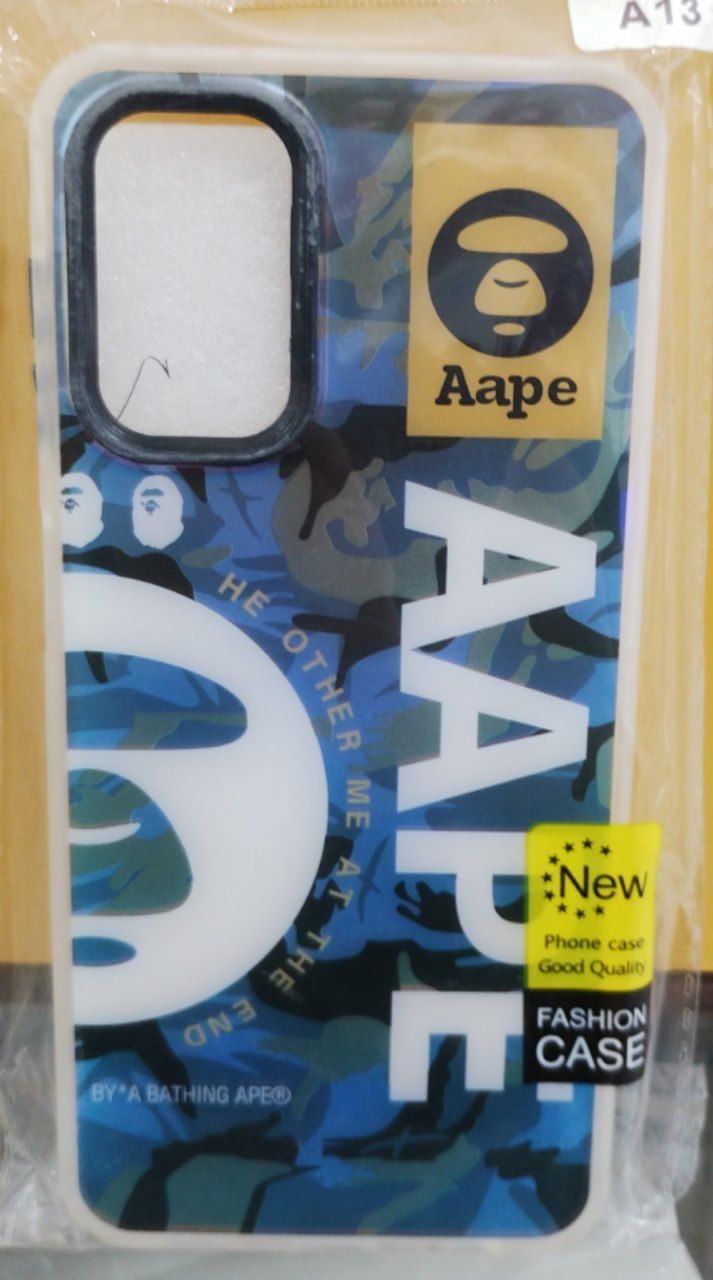 A13
Aape
AAPE
HE OTHER ME AT THE END
BY*A BATHING APE®
New
Phone case
Good Quality
FASHION
CASE